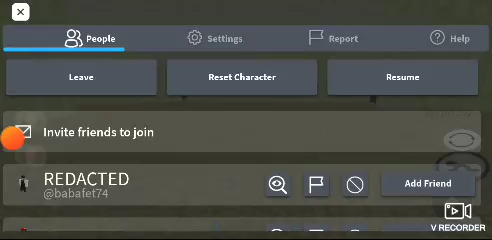 People Settings Report Help
Leave Reset Character Resume
Invite friends to join
REDACTED
@babafet74
Add Friend
V RECORDER